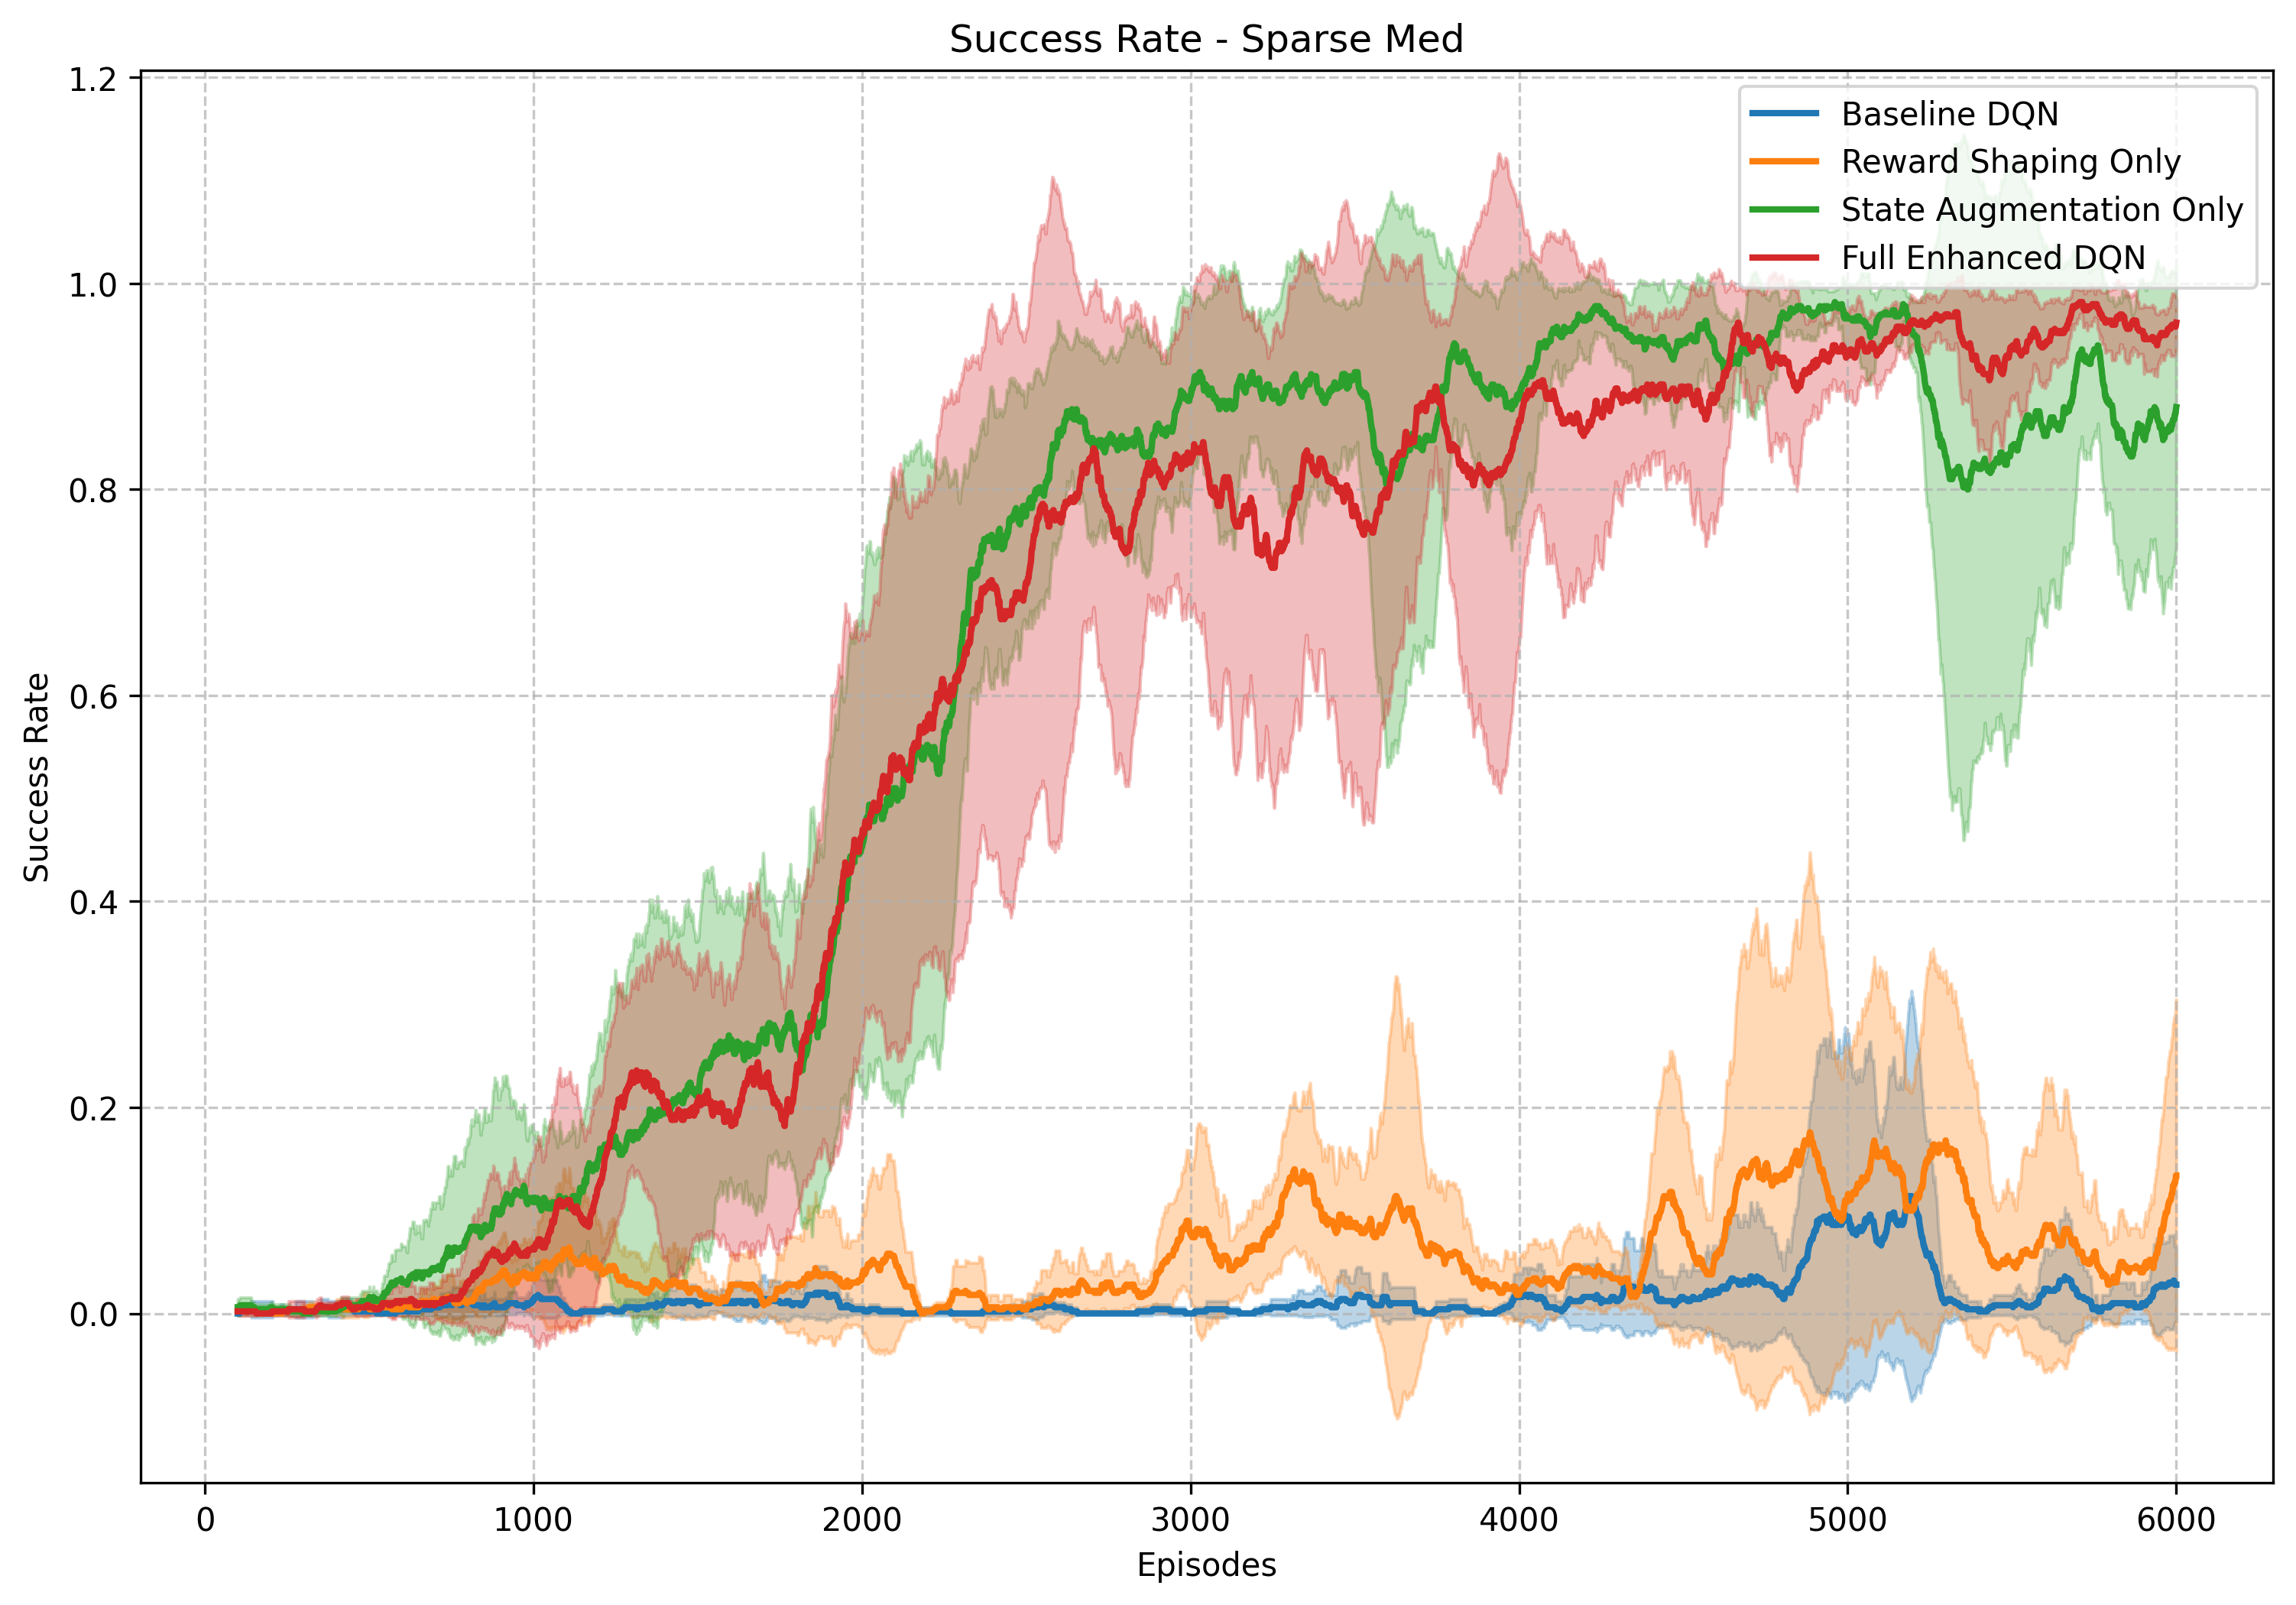 Success Rate - Sparse Med
1.2
1.0
0.8
0.6
0.4
0.2
0.0
Success Rate
Baseline DQN
Reward Shaping Only
State Augmentation Only
Full Enhanced DQN
0 1000 2000 3000 4000 5000 6000
Episodes